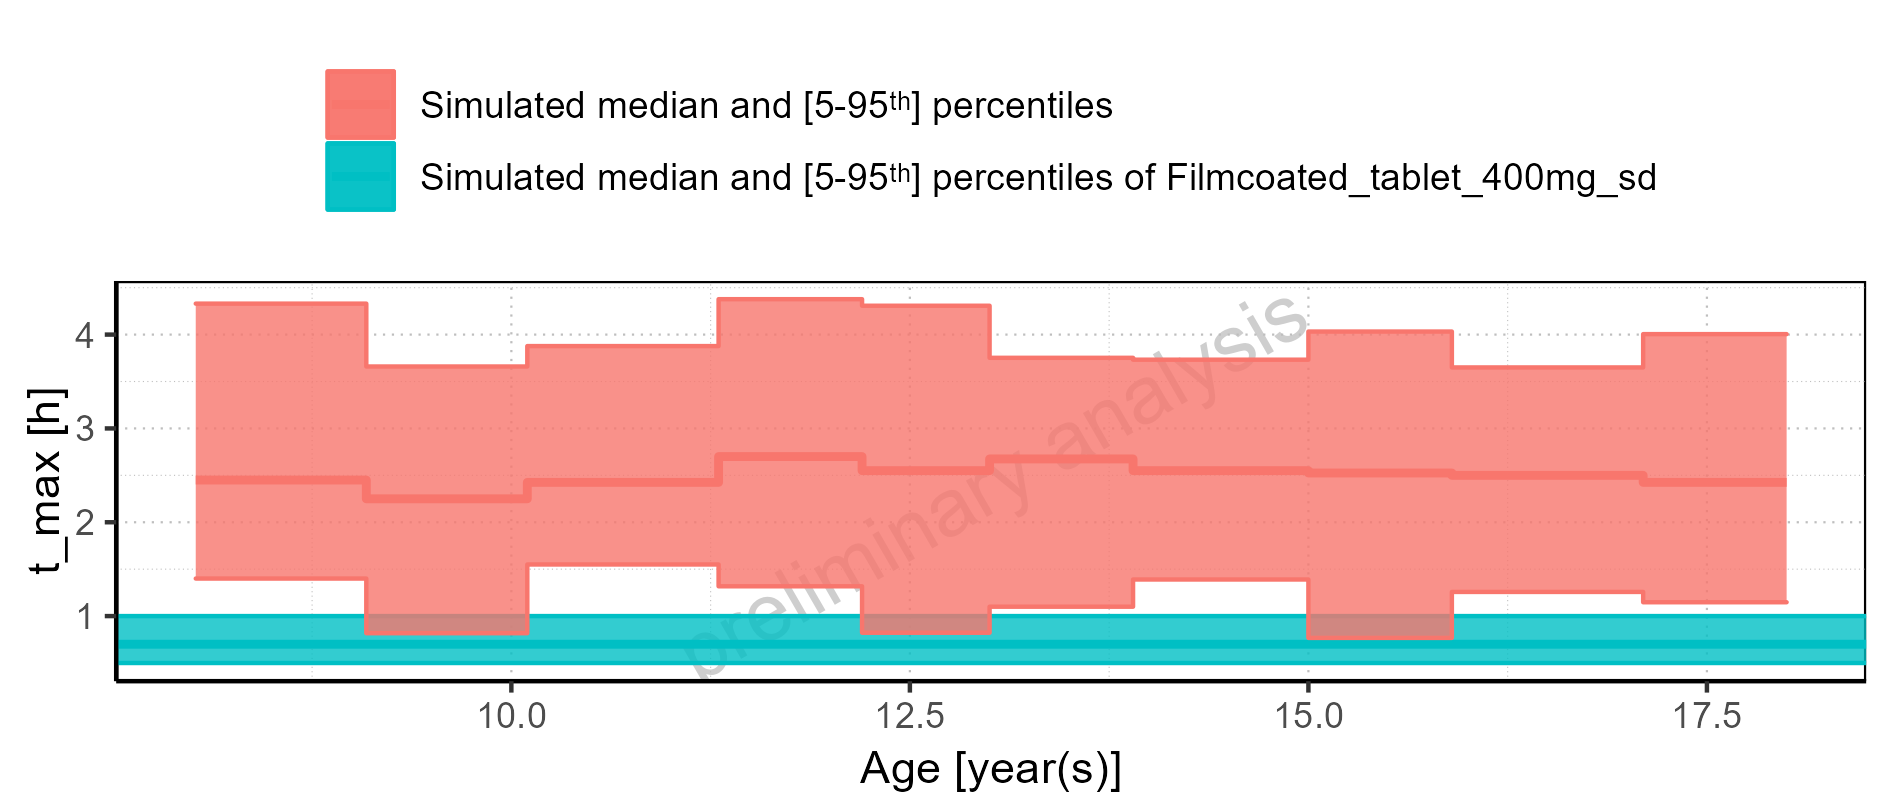 Simulated median and [5-95th] percentiles
Simulated median and [5-95th] percentiles of Filmcoated_tablet_400mg_sd
t_max [h]
4
3
2
1
preliminary analysis
10.0 12.5 15.0 17.5
Age [year(s)]